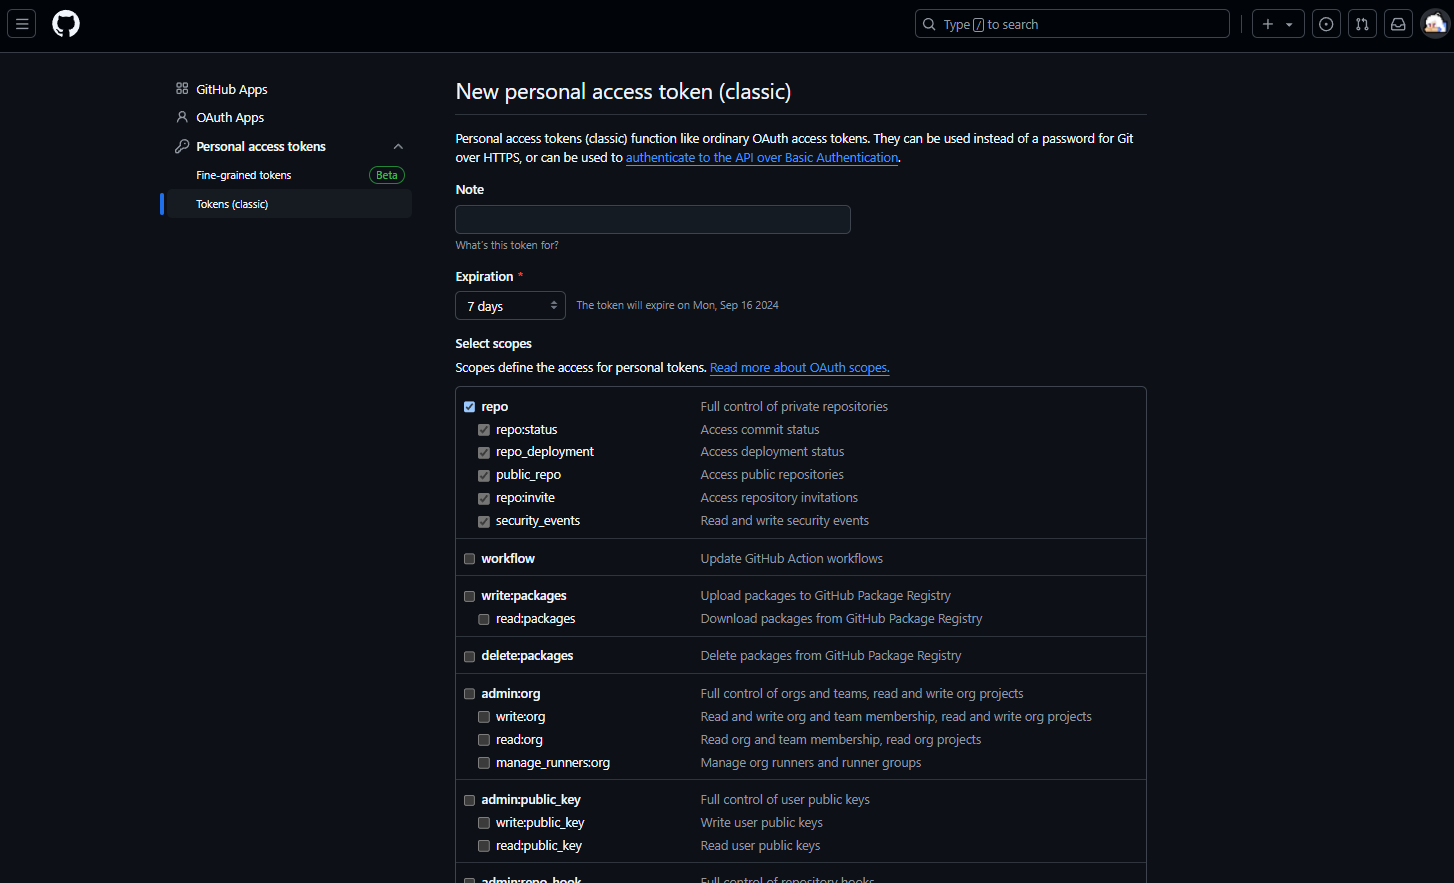 Type / to search
GitHub Apps
OAuth Apps
Personal access tokens
Fine-grained tokens Beta
Tokens (classic)
New personal access token (classic)
Personal access tokens (classic) function like ordinary OAuth access tokens. They can be used instead of a password for Git
over HTTPS, or can be used to authenticate to the API over Basic Authentication.
Note
What's this token for?
Expiration *
7 days The token will expire on Mon, Sep 16 2024
Select scopes
Scopes define the access for personal tokens. Read more about OAuth scopes.
repo Full control of private repositories
repo:status Access commit status
repo_deployment Access deployment status
public_repo Access public repositories
repo:invite Access repository invitations
security_events Read and write security events
workflow Update GitHub Action workflows
write:packages Upload packages to GitHub Package Registry
read:packages Download packages from GitHub Package Registry
delete:packages Delete packages from GitHub Package Registry
admin:org Full control of orgs and teams, read and write org projects
write:org Read and write org and team membership, read and write org projects
read:org Read org and team membership, read org projects
manage_runners:org Manage org runners and runner groups
admin:public_key Full control of user public keys
write:public_key Write user public keys
read:public_key Read user public keys
admin:repo_hook Full control of repository hooks